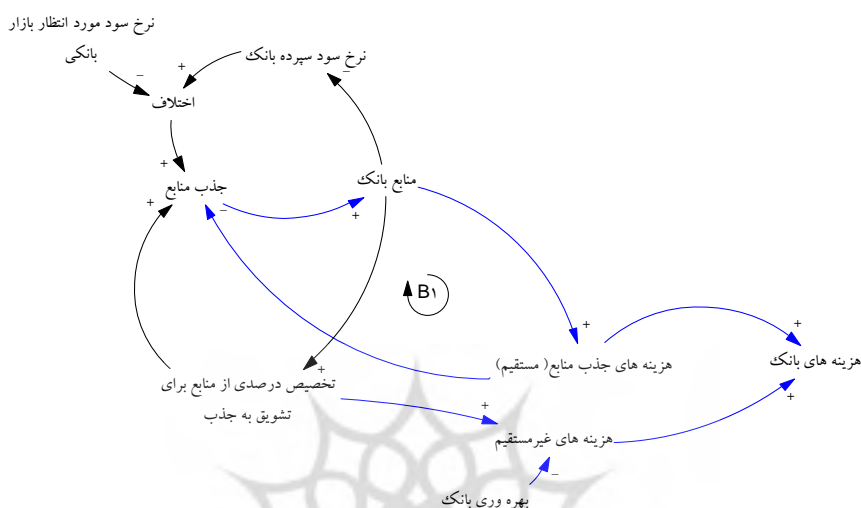 نرخ سود مورد انتظار بازار
بانکی
نرخ سود سپرده بانک
+
–
–
اختلاف
+
جذب منابع
منابع بانک
+
–
+
B۱
+
+
هزینه های جذب منابع( مستقیم)
هزینه های بانک
+
تخصیص درصدی از منابع برای
تشویق به جذب
+
+
هزینه های غیرمستقیم
–
بهره وری بانک